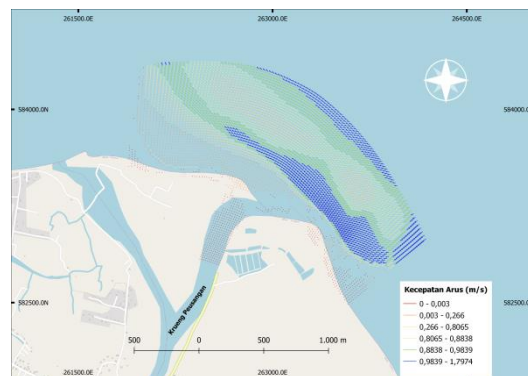 261500.0E 263000.0E 264500.0E
584000.0N 584000.0N
Krueng Peusangan
582500.0N 582500.0N
Kecepatan Arus (m/s)
0 - 0,003
0,003 - 0,266
0,266 - 0,8065
0,8065 - 0,8838
0,8838 - 0,9839
0,9839 - 1,7974
500 0 500 1.000 m
261500.0E 263000.0E